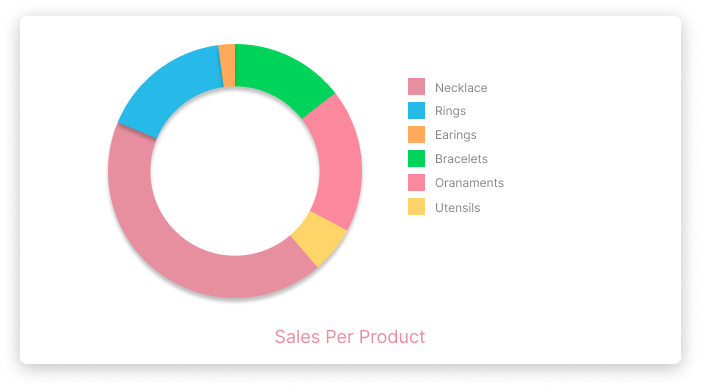 Necklace
Rings
Earings
Bracelets
Oranaments
Utensils
Sales Per Product